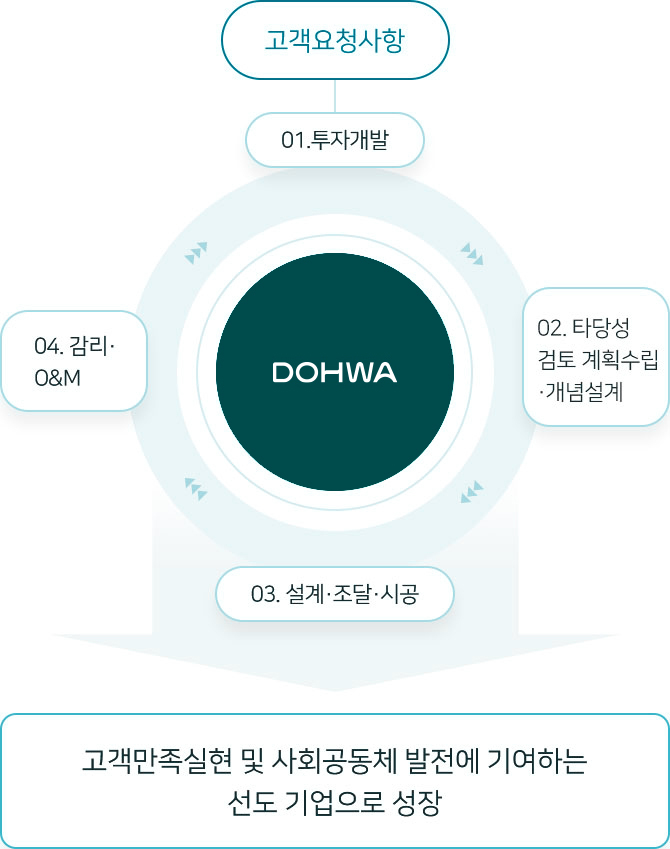 고객요청사항
01.투자개발
02. 타당성
검토 계획수립
·개념설계
04. 감리·
O&M
DOHWA
03. 설계·조달·시공
고객만족실현 및 사회공동체 발전에 기여하는
선도 기업으로 성장